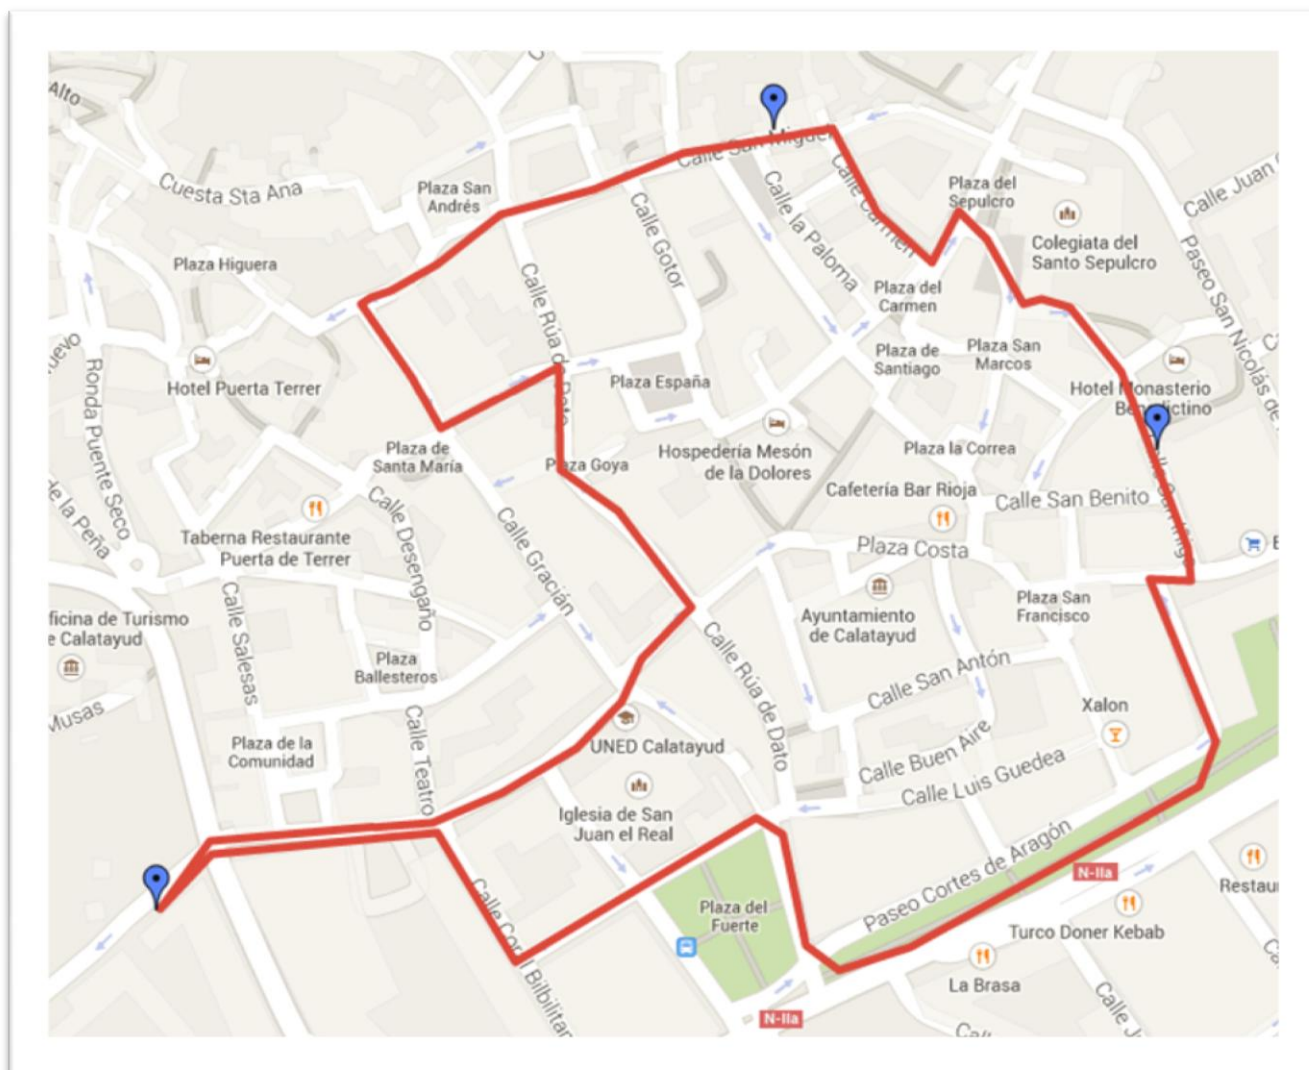 Alto
Cuesta Sta Ana
Plaza San
Andrés
Calle San Miguel
Calle Carmen
Plaza del
Sepulcro
Colegiata del
Santo Sepulcro
Calle Juan
Calle Gotor
Calle la Paloma
Paseo San Nicolás de
Plaza Higuera
Plaza del
Carmen
Calle Rúa de Dato
Ronda Puente Seco
Hotel Puerta Terrer
Plaza España
Plaza de
Santiago
Plaza San
Marcos
Hotel Monasterio
Benedictino
Plaza de
Santa María
Plaza Goya
Hospedería Mesón
de la Dolores
Plaza la Correa
Cafetería Bar Rioja
Calle San Benito
de la Peña
Taberna Restaurante
Puerta de Terrer
Calle Desengaño
Calle Gracián
Plaza Costa
Ayuntamiento
de Calatayud
Plaza San
Francisco
ficina de Turismo
e Calatayud
Calle Salesas
Plaza
Ballesteros
Calle Rúa de Dato
Calle San Antón
Musas
Plaza de la
Comunidad
Calle Teatro
UNED Calatayud
Calle Buen Aire
Xalon
Iglesia de San
Juan el Real
Calle Luis Guedea
Paseo Cortes de Aragón
N-IIa
Restau
Plaza del
Fuerte
Turco Doner Kebab
La Brasa
N-IIa
Calle J